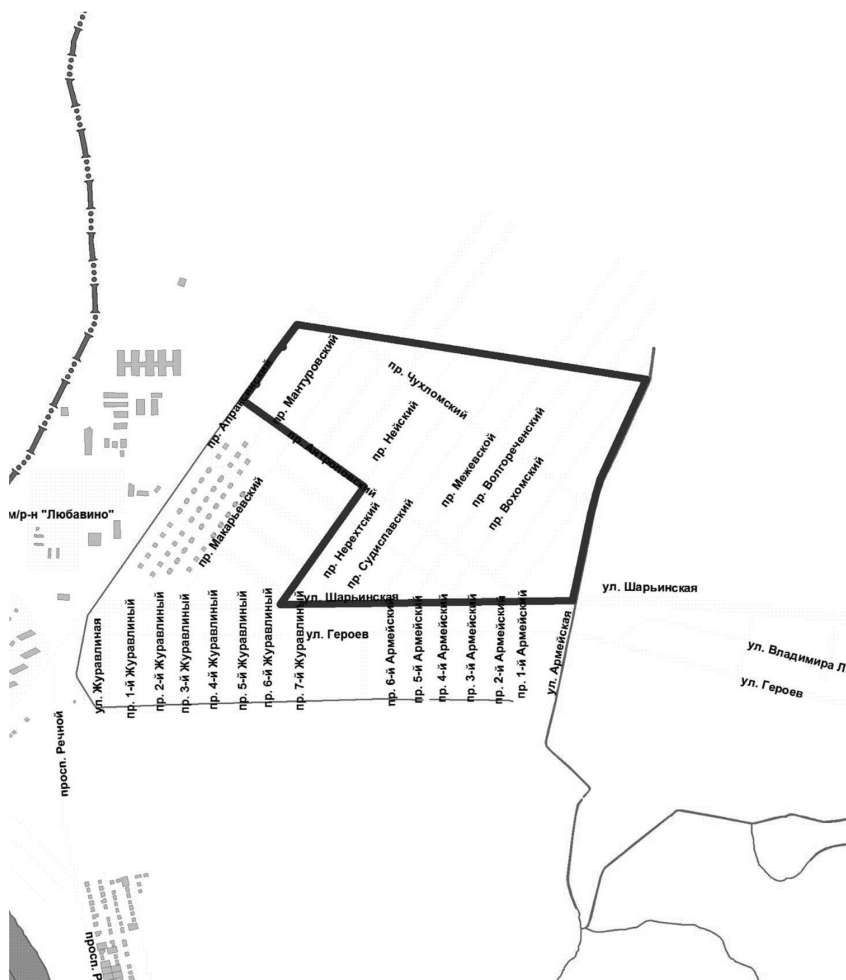 пр. Апраксинский
пр. Мантуровский
пр. Чухломский
пр. Нейский
пр. Антроповский
пр. Межевской
пр. Волгореченский
пр. Вохомский
пр. Макарьевский
м/р-н "Любавино"
пр. Нерехтский
пр. Судиславский
ул. Шарьинская
ул. Шарьинская
ул. Героев
ул. Журавлиная
пр. 1-й Журавлиный
пр. 2-й Журавлиный
пр. 3-й Журавлиный
пр. 4-й Журавлиный
пр. 5-й Журавлиный
пр. 6-й Журавлиный
пр. 7-й Журавлиный
пр. 6-й Армейский
пр. 5-й Армейский
пр. 4-й Армейский
пр. 3-й Армейский
пр. 2-й Армейский
пр. 1-й Армейский
ул. Армейская
ул. Владимира Л
ул. Героев
просп. Речной
просп. Р